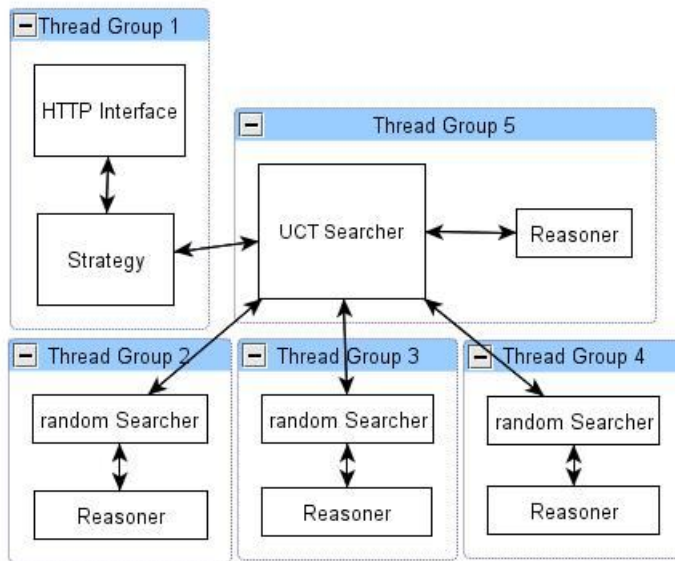 Thread Group 1
HTTP Interface
Strategy
Thread Group 5
UCT Searcher
Reasoner
Thread Group 2
random Searcher
Reasoner
Thread Group 3
random Searcher
Reasoner
Thread Group 4
random Searcher
Reasoner